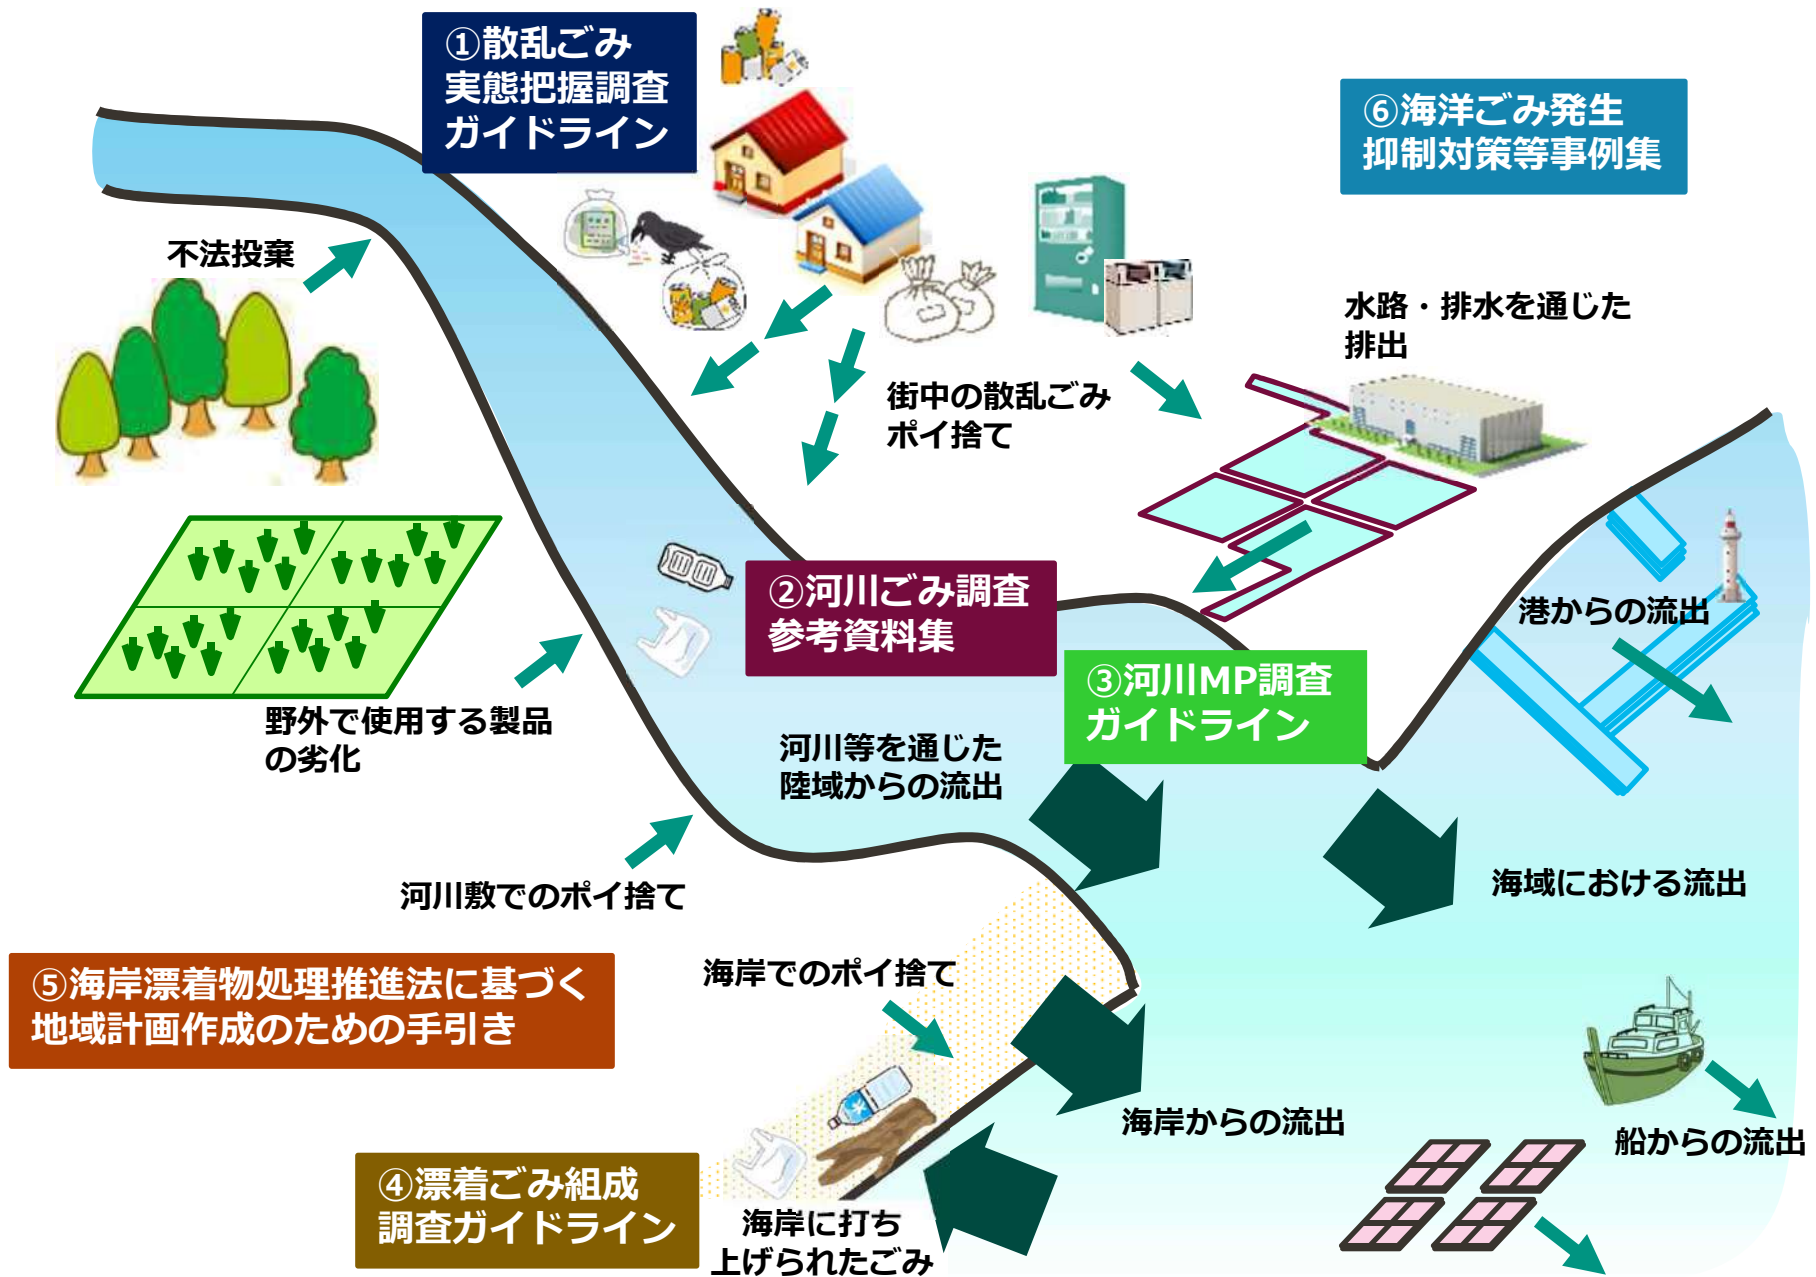 ①散乱ごみ
実態把握調査
ガイドライン
⑥海洋ごみ発生
抑制対策等事例集
不法投棄
水路・排水を通じた
排出
街中の散乱ごみ
ポイ捨て
②河川ごみ調査
参考資料集
港からの流出
③河川MP調査
ガイドライン
野外で使用する製品
の劣化
河川等を通じた
陸域からの流出
河川敷でのポイ捨て
海域における流出
⑤海岸漂着物処理推進法に基づく
地域計画作成のための手引き
海岸でのポイ捨て
海岸からの流出
船からの流出
④漂着ごみ組成
調査ガイドライン
海岸に打ち
上げられたごみ